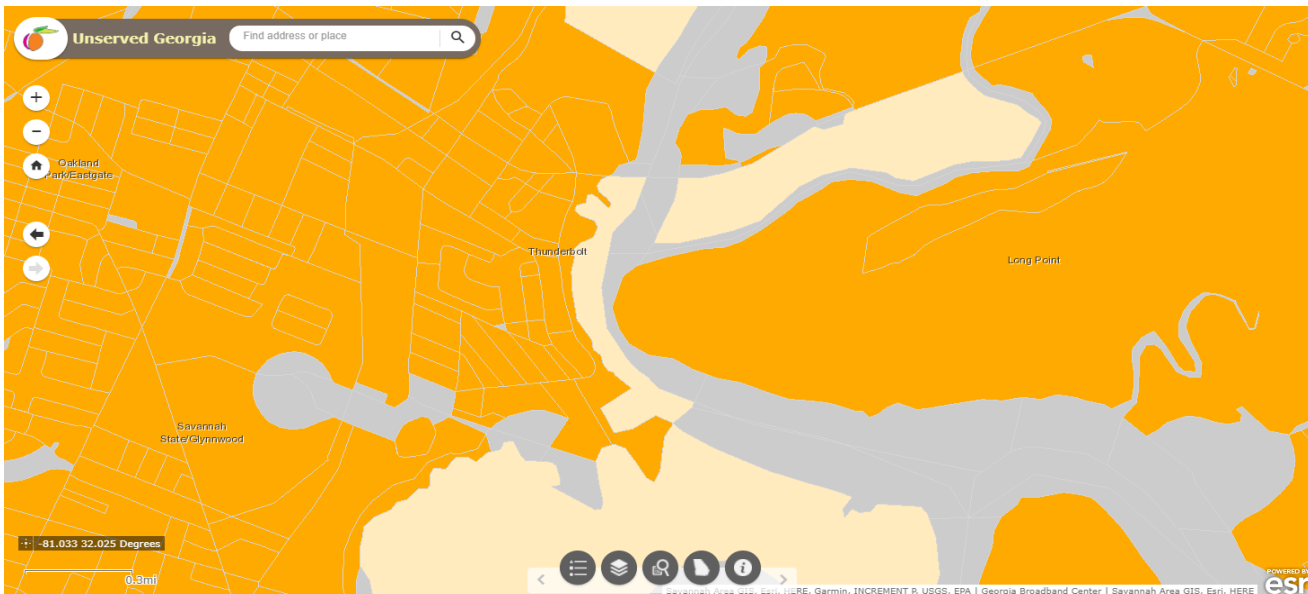 Unserved Georgia
Find address or place
+
−
Oakland
Park/Eastgate
Thunderbolt
Long Point
Savannah
State/Glynnwood
-81.033 32.025 Degrees
0.3mi
Savannah Area GIS, Esri, HERE, Garmin, INCREMENT P, USGS, EPA | Georgia Broadband Center | Savannah Area GIS, Esri, HERE
POWERED BY
esri